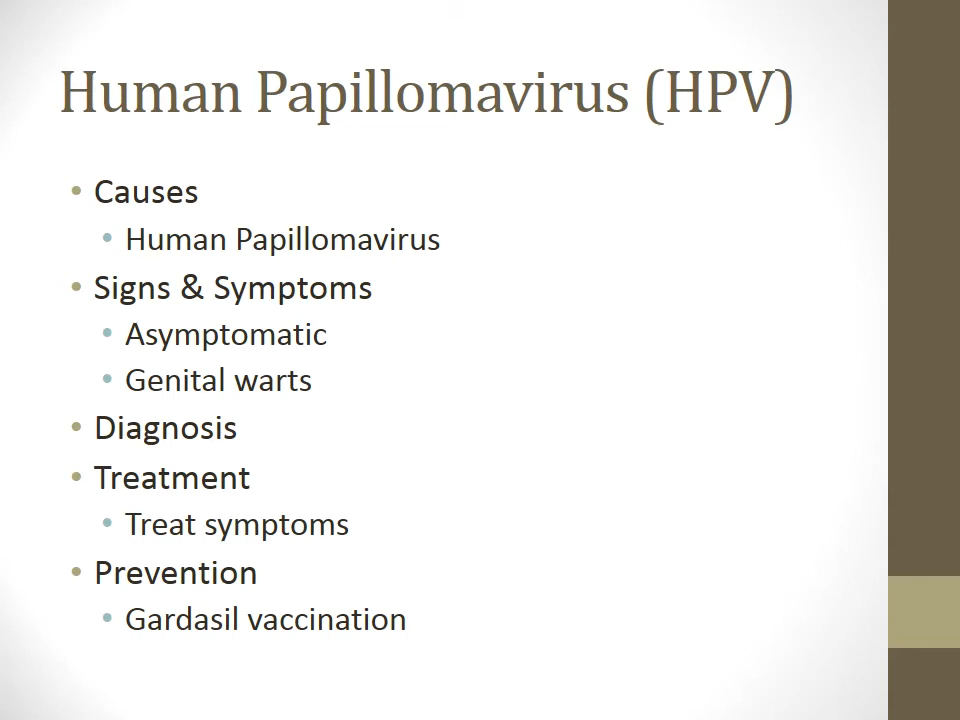 Human Papillomavirus (HPV)
• Causes
• Human Papillomavirus
• Signs & Symptoms
• Asymptomatic
• Genital warts
• Diagnosis
• Treatment
• Treat symptoms
• Prevention
• Gardasil vaccination